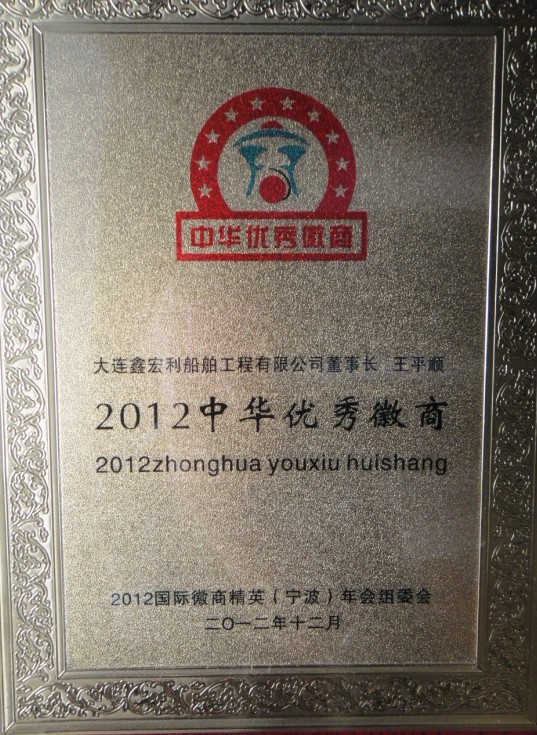 中华优秀徽商
大连鑫宏利船舶工程有限公司董事长 王平顺
2012中华优秀徽商
2012zhonghua youxiu huishang
2012国际徽商精英（宁波）年会组委会
二〇一二年十二月